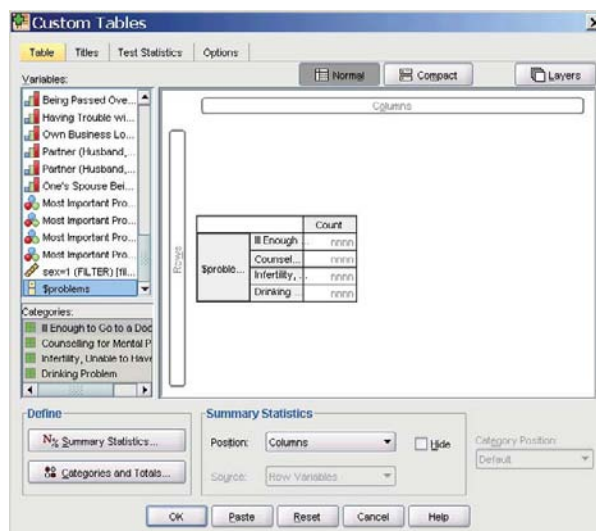 Custom Tables
Table Titles Test Statistics Options
Variables:
Normal Compact Layers
Being Passed Ove...
Having Trouble wi...
Own Business Lo...
Partner (Husband,...
Partner (Husband,...
One's Spouse Bei...
Most Important Pro...
Most Important Pro...
Most Important Pro...
Most Important Pro...
sex=1 (FILTER) [fil...
$problems
Columns
Rows
Count
$proble...
Ill Enough ... nnnn
Counsel... nnnn
Infertility, ... nnnn
Drinking ... nnnn
Categories:
Ill Enough to Go to a Doc
Counselling for Mental P
Infertility, Unable to Have
Drinking Problem
Define
N% Summary Statistics...
Categories and Totals...
Summary Statistics
Position: Columns Hide
Source: Row Variables
Category Position:
Default
OK Paste Reset Cancel Help